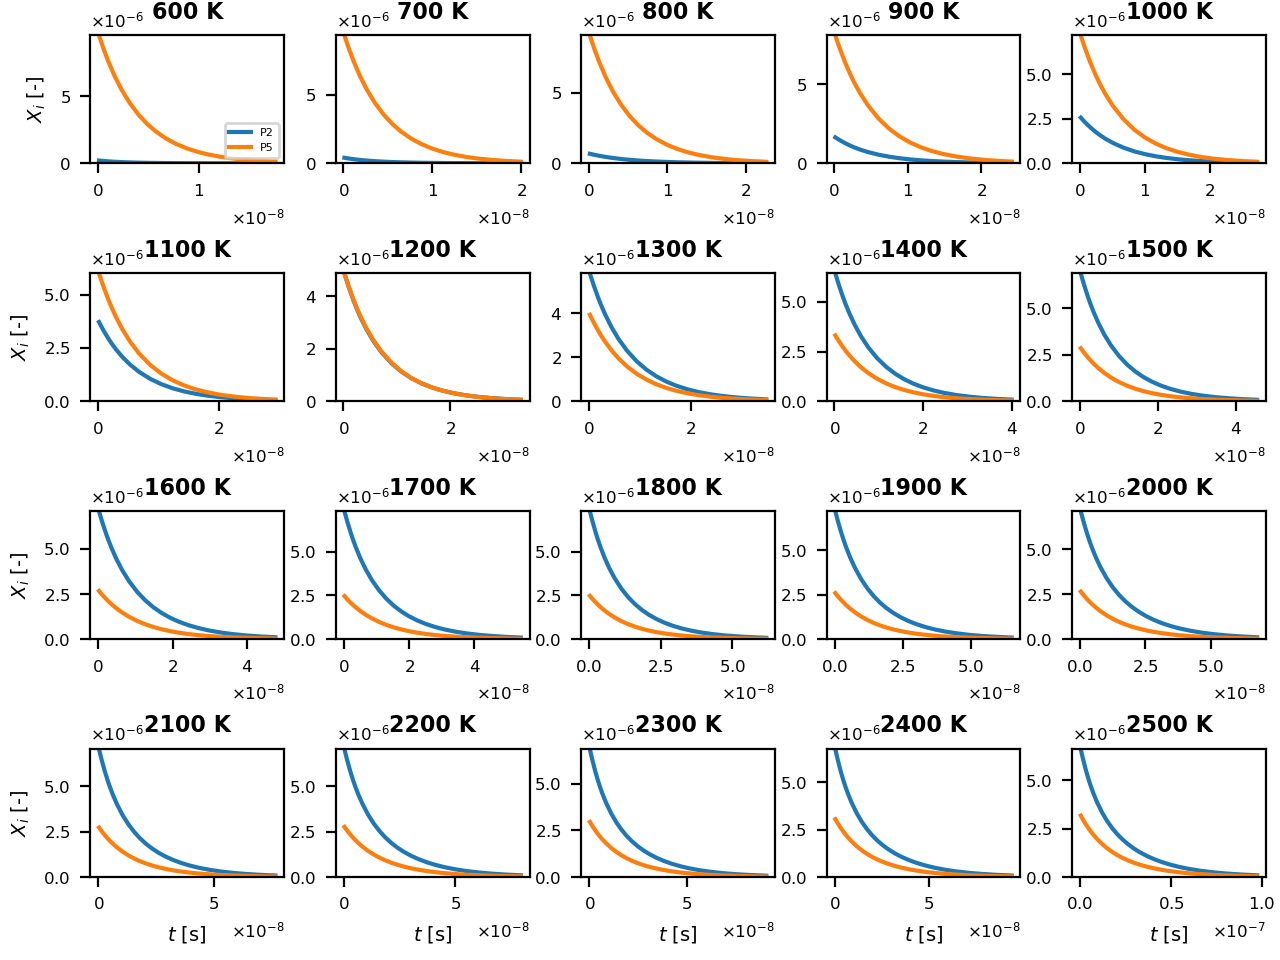 ×10⁻⁶ 600 K ×10⁻⁶ 700 K ×10⁻⁶ 800 K ×10⁻⁶ 900 K ×10⁻⁶ 1000 K
X_i [-]
5 0 5 0 5 0 5 0 5.0 2.5 0.0
P2
P5
0 1 0 1 2 0 1 2 0 1 2 0 1 2
×10⁻⁸ ×10⁻⁸ ×10⁻⁸ ×10⁻⁸ ×10⁻⁸
×10⁻⁶ 1100 K ×10⁻⁶ 1200 K ×10⁻⁶ 1300 K ×10⁻⁶ 1400 K ×10⁻⁶ 1500 K
X_i [-]
5.0 2.5 0.0 4 2 0 4 2 0 5.0 2.5 0.0 5.0 2.5 0.0
0 2 0 2 0 2 0 2 4 0 2 4
×10⁻⁸ ×10⁻⁸ ×10⁻⁸ ×10⁻⁸ ×10⁻⁸
×10⁻⁶ 1600 K ×10⁻⁶ 1700 K ×10⁻⁶ 1800 K ×10⁻⁶ 1900 K ×10⁻⁶ 2000 K
X_i [-]
5.0 2.5 0.0 5.0 2.5 0.0 5.0 2.5 0.0 5.0 2.5 0.0 5.0 2.5 0.0
0 2 4 0 2 4 0.0 2.5 5.0 0.0 2.5 5.0 0.0 2.5 5.0
×10⁻⁸ ×10⁻⁸ ×10⁻⁸ ×10⁻⁸ ×10⁻⁸
×10⁻⁶ 2100 K ×10⁻⁶ 2200 K ×10⁻⁶ 2300 K ×10⁻⁶ 2400 K ×10⁻⁶ 2500 K
X_i [-]
5.0 2.5 0.0 5.0 2.5 0.0 5.0 2.5 0.0 5.0 2.5 0.0 5.0 2.5 0.0
0 5 0 5 0 5 0 5 0.0 0.5 1.0
t [s] ×10⁻⁸ t [s] ×10⁻⁸ t [s] ×10⁻⁸ t [s] ×10⁻⁸ t [s] ×10⁻⁷